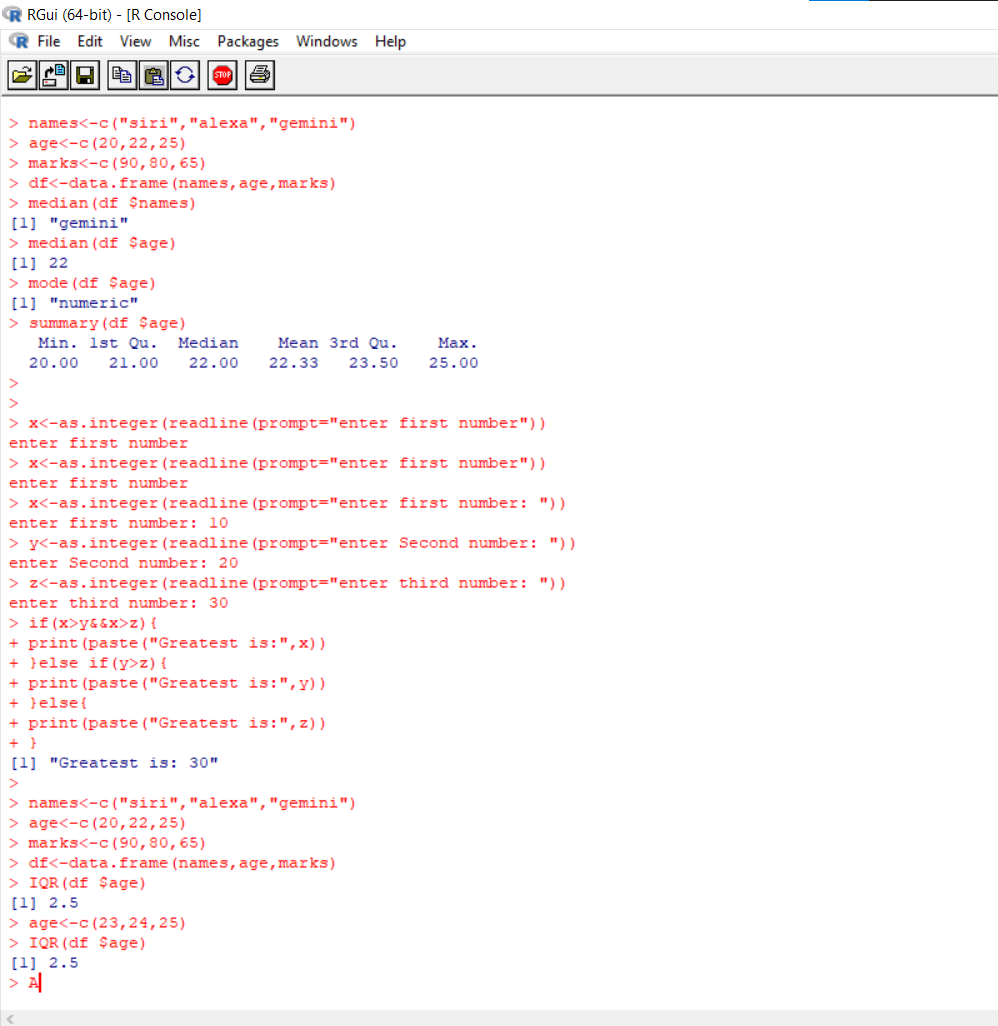 RGui (64-bit) - [R Console]
File Edit View Misc Packages Windows Help
STOP
> names<-c("siri","alexa","gemini")
> age<-c(20,22,25)
> marks<-c(90,80,65)
> df<-data.frame(names,age,marks)
> median(df $names)
[1] "gemini"
> median(df $age)
[1] 22
> mode(df $age)
[1] "numeric"
> summary(df $age)
   Min. 1st Qu.  Median    Mean 3rd Qu.    Max.
  20.00   21.00   22.00   22.33   23.50   25.00
>
>
> x<-as.integer(readline(prompt="enter first number"))
enter first number
> x<-as.integer(readline(prompt="enter first number"))
enter first number
> x<-as.integer(readline(prompt="enter first number: "))
enter first number: 10
> y<-as.integer(readline(prompt="enter Second number: "))
enter Second number: 20
> z<-as.integer(readline(prompt="enter third number: "))
enter third number: 30
> if(x>y&&x>z){
+ print(paste("Greatest is:",x))
+ }else if(y>z){
+ print(paste("Greatest is:",y))
+ }else{
+ print(paste("Greatest is:",z))
+ }
[1] "Greatest is: 30"
>
> names<-c("siri","alexa","gemini")
> age<-c(20,22,25)
> marks<-c(90,80,65)
> df<-data.frame(names,age,marks)
> IQR(df $age)
[1] 2.5
> age<-c(23,24,25)
> IQR(df $age)
[1] 2.5
> A